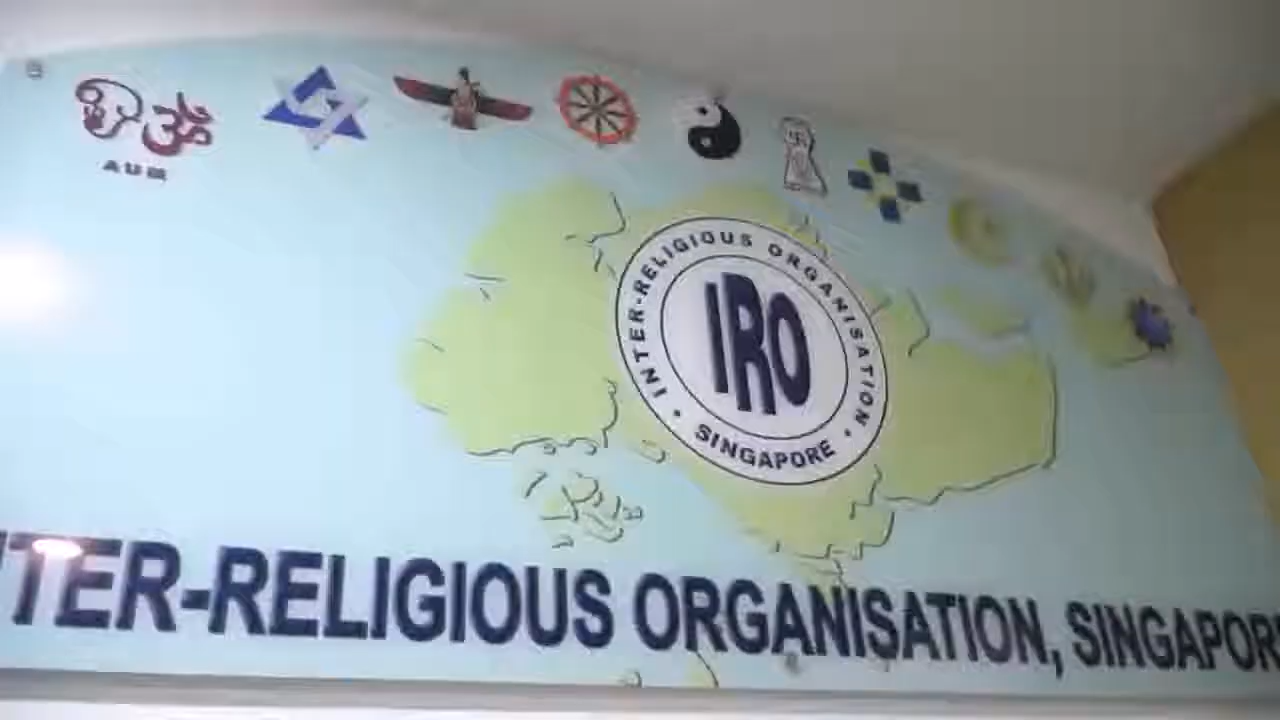 AUM
INTER-RELIGIOUS ORGANISATION
IRO
• SINGAPORE •
TER-RELIGIOUS ORGANISATION, SINGAPOR